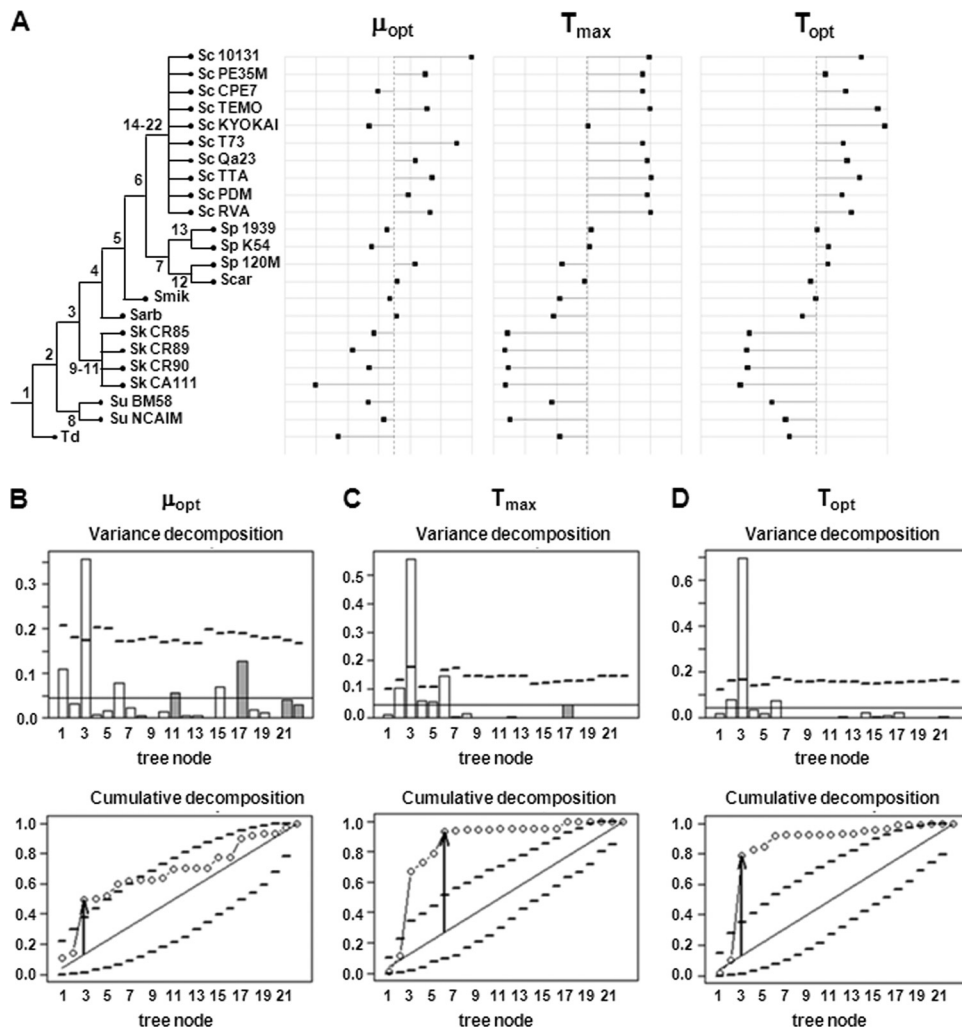 A
μopt
Tmax
Topt
Sc 10131
Sc PE35M
Sc CPE7
Sc TEMO
14-22
Sc KYOKAI
Sc T73
6
Sc Qa23
Sc TTA
Sc PDM
Sc RVA
13
Sp 1939
5
Sp K54
7
Sp 120M
4
12
Scar
Smik
3
Sarb
Sk CR85
2
Sk CR89
9-11
Sk CR90
1
Sk CA111
Su BM58
8
Su NCAIM
Td
B
μopt
Variance decomposition
0.3
0.2
0.1
0.0
1 3 5 7 9 11 13 15 17 19 21
tree node
Cumulative decomposition
1.0
0.8
0.6
0.4
0.2
0.0
1 3 5 7 9 11 13 15 17 19 21
tree node
C
Tmax
Variance decomposition
0.5
0.4
0.3
0.2
0.1
0.0
1 3 5 7 9 11 13 15 17 19 21
tree node
Cumulative decomposition
1.0
0.8
0.6
0.4
0.2
0.0
1 3 5 7 9 11 13 15 17 19 21
tree node
D
Topt
Variance decomposition
0.6
0.4
0.2
0.0
1 3 5 7 9 11 13 15 17 19 21
tree node
Cumulative decomposition
1.0
0.8
0.6
0.4
0.2
0.0
1 3 5 7 9 11 13 15 17 19 21
tree node